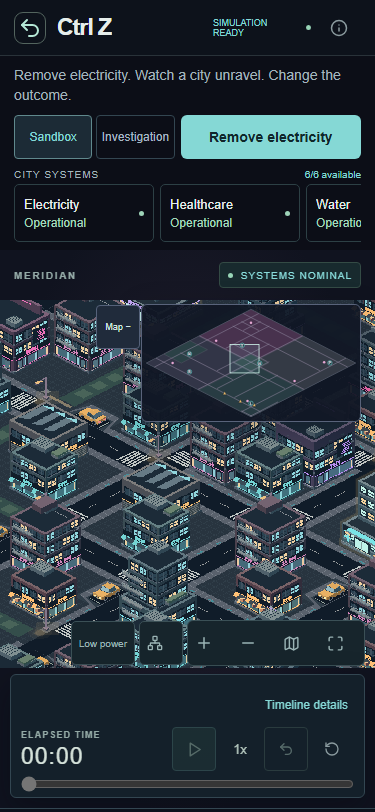 Ctrl Z
SIMULATION
READY
Remove electricity. Watch a city unravel. Change the
outcome.
Sandbox
Investigation
Remove electricity
CITY SYSTEMS
6/6 available
Electricity
Operational
Healthcare
Operational
Water
Operatio
MERIDIAN
SYSTEMS NOMINAL
Map −
Low power
Timeline details
ELAPSED TIME
00:00
1x